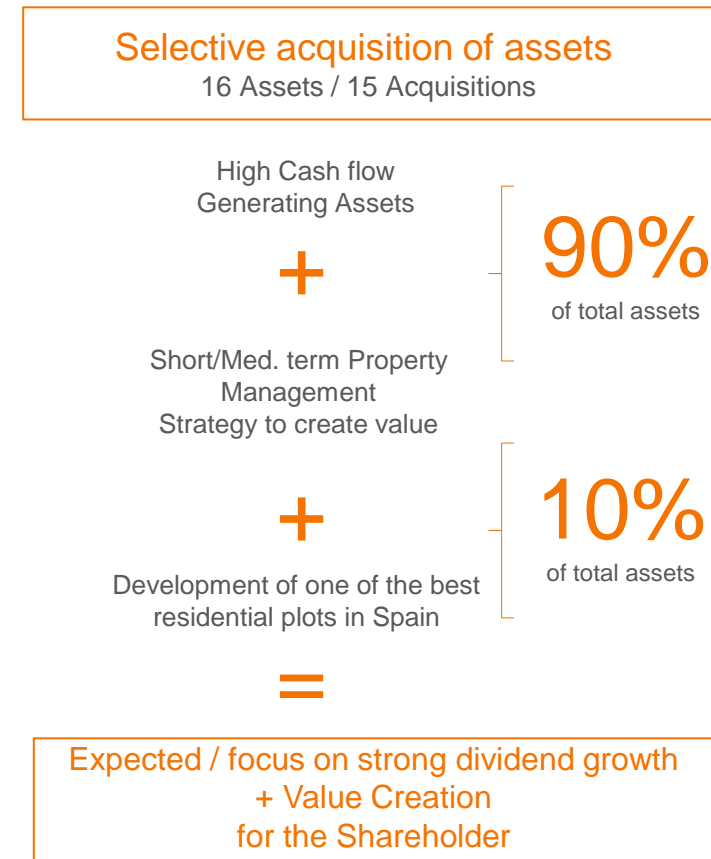 Selective acquisition of assets
16 Assets / 15 Acquisitions
High Cash flow
Generating Assets
+
90%
of total assets
Short/Med. term Property
Management
Strategy to create value
+
10%
of total assets
Development of one of the best
residential plots in Spain
=
Expected / focus on strong dividend growth
+ Value Creation
for the Shareholder